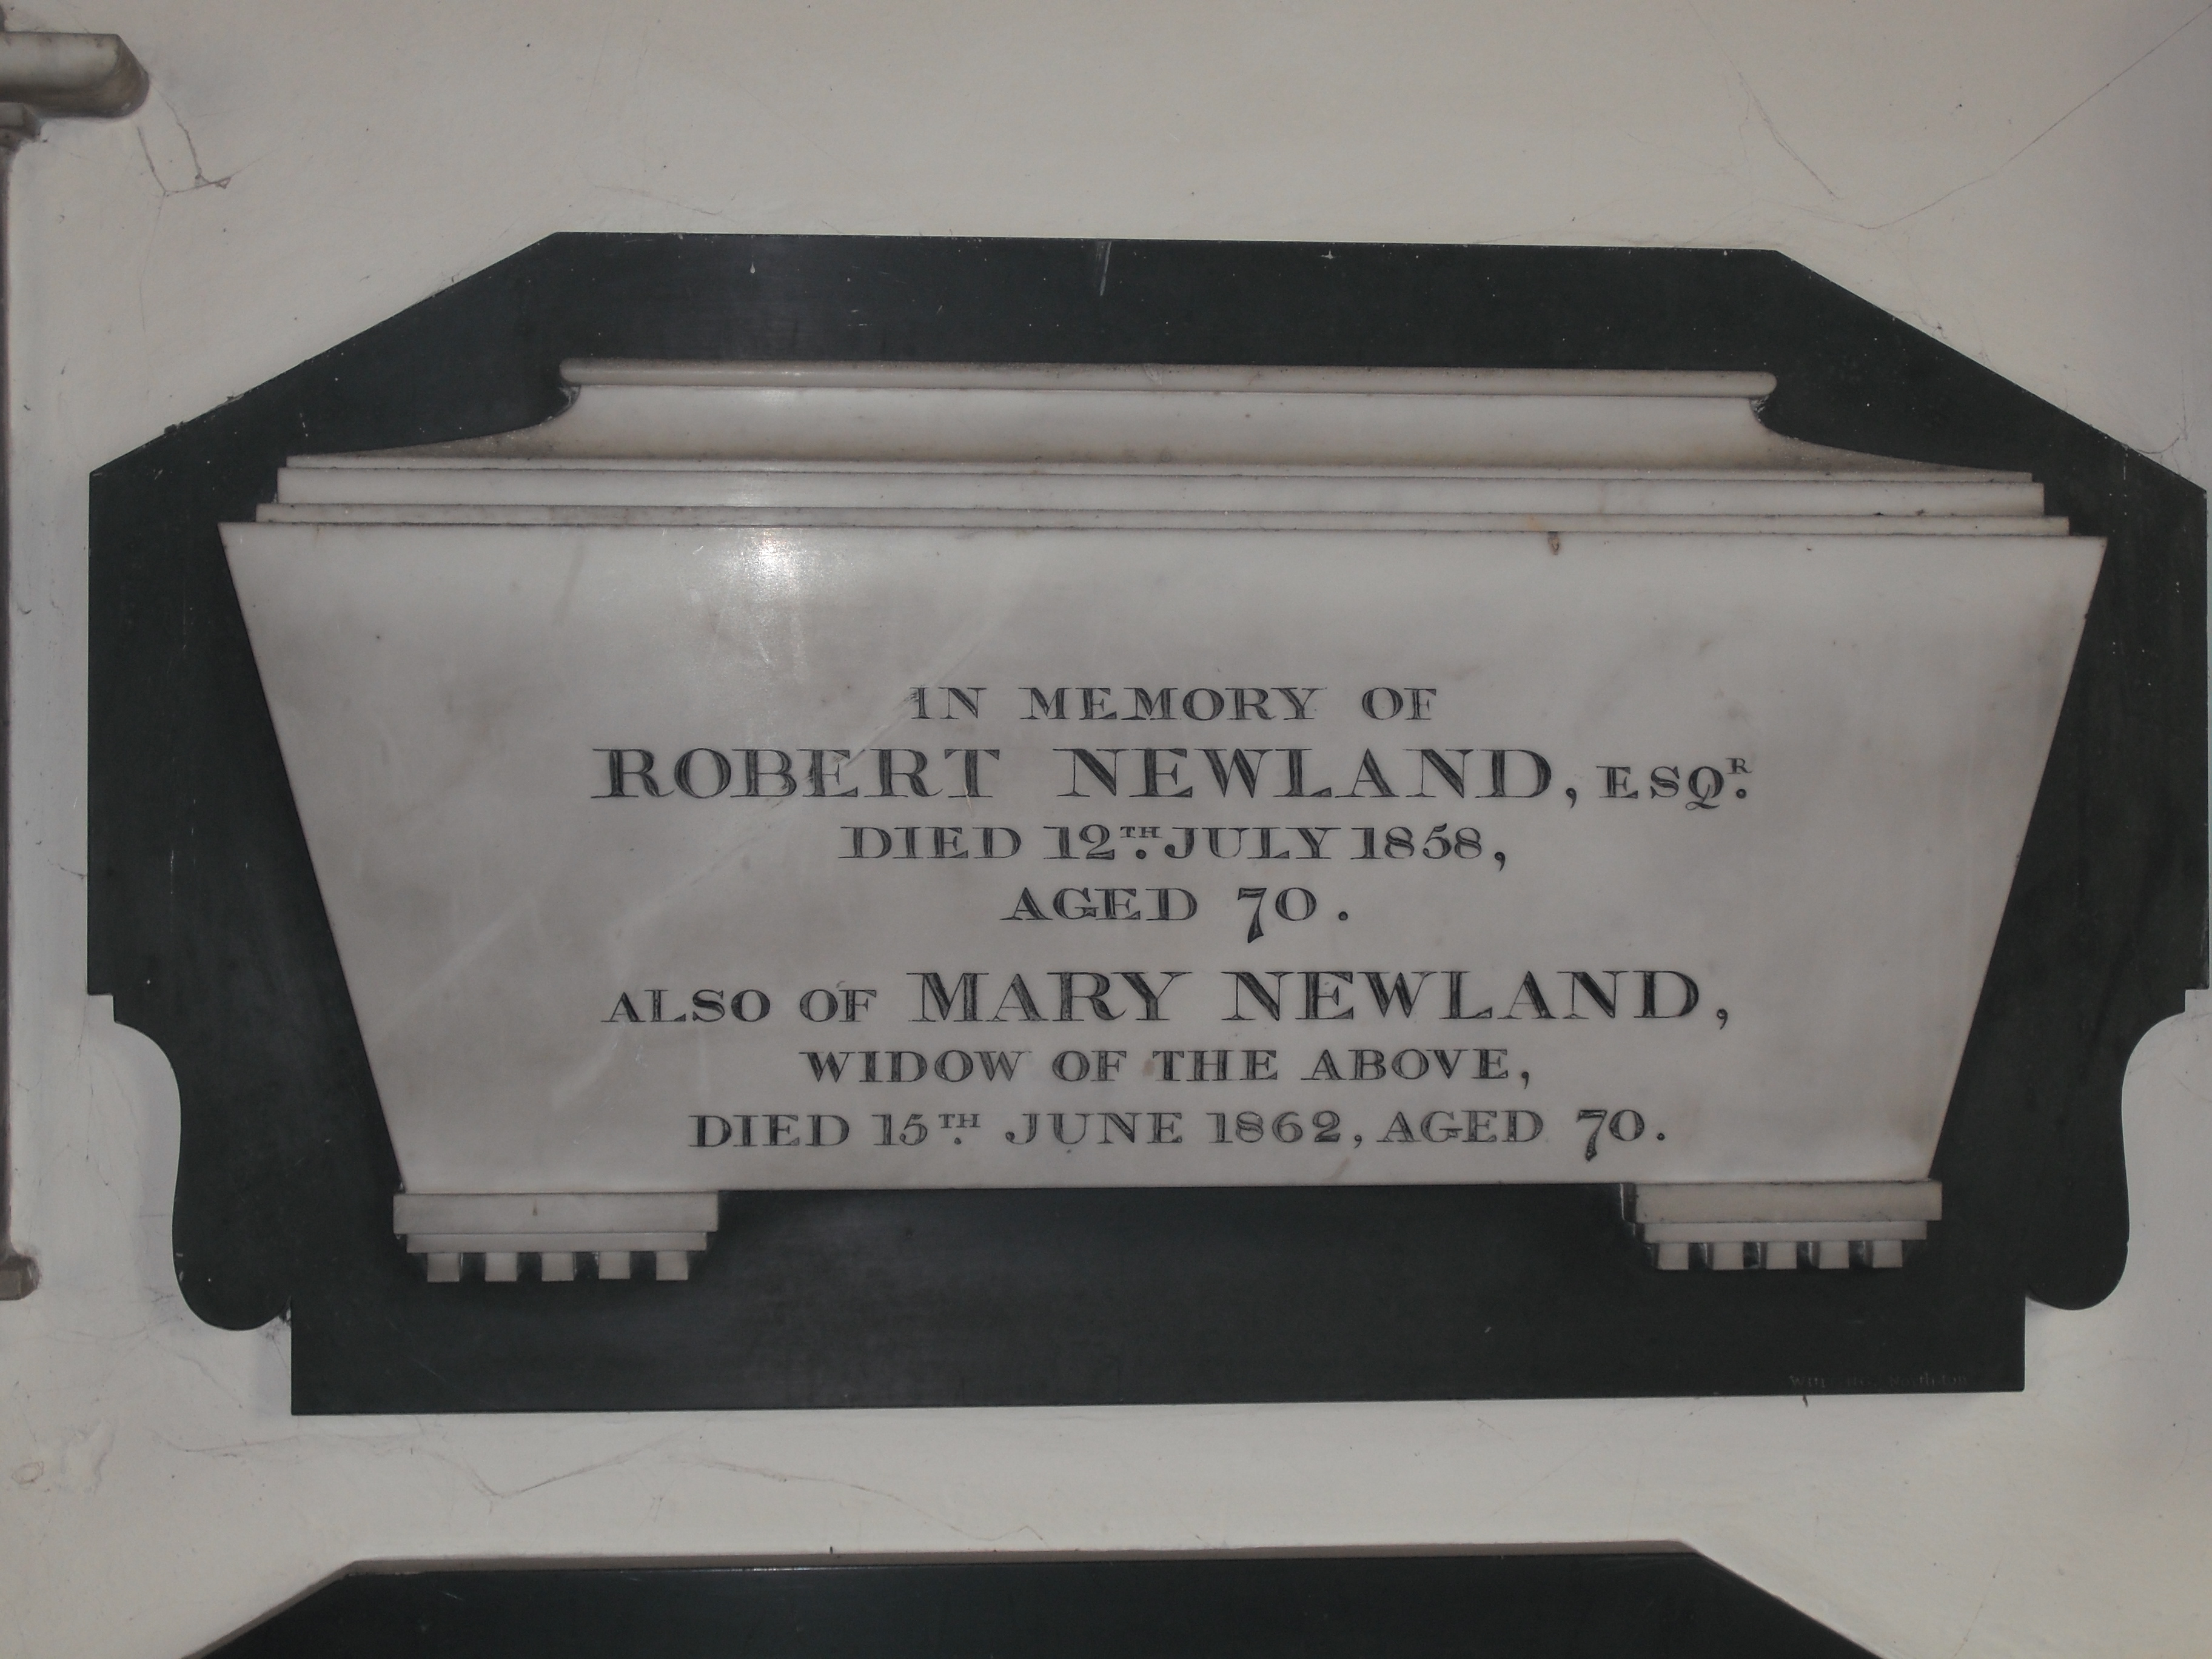 IN MEMORY OF
ROBERT NEWLAND, ESQR.
DIED 12TH. JULY 1858,
AGED 70.
ALSO OF MARY NEWLAND,
WIDOW OF THE ABOVE,
DIED 15TH. JUNE 1862, AGED 70.